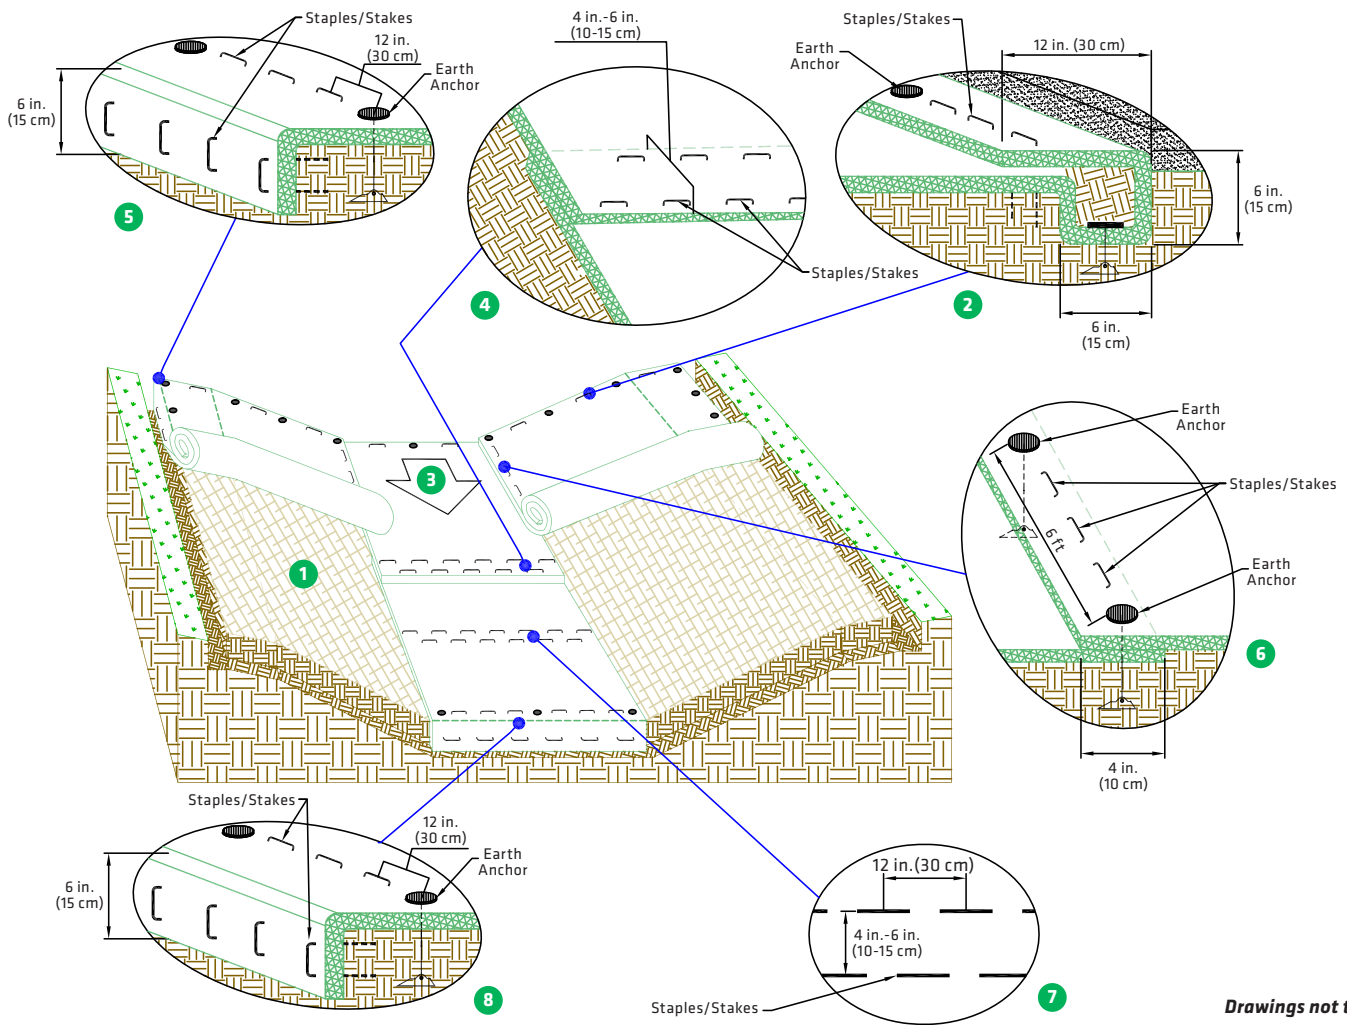 Staples/Stakes
12 in.
(30 cm)
Earth
Anchor
6 in.
(15 cm)
5
4 in.-6 in.
(10-15 cm)
Staples/Stakes
4
Staples/Stakes
Earth
Anchor
12 in. (30 cm)
6 in.
(15 cm)
6 in.
(15 cm)
2
3
1
Earth
Anchor
Staples/Stakes
6 ft
Earth
Anchor
4 in.
(10 cm)
6
Staples/Stakes
12 in.
(30 cm)
Earth
Anchor
6 in.
(15 cm)
8
12 in.(30 cm)
4 in.-6 in.
(10-15 cm)
Staples/Stakes
7
Drawings not t